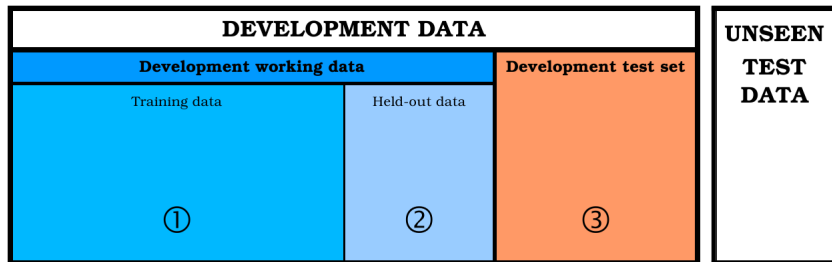 DEVELOPMENT DATA
Development working data
Development test set
Training data
Held-out data
①
②
③
UNSEEN
TEST
DATA